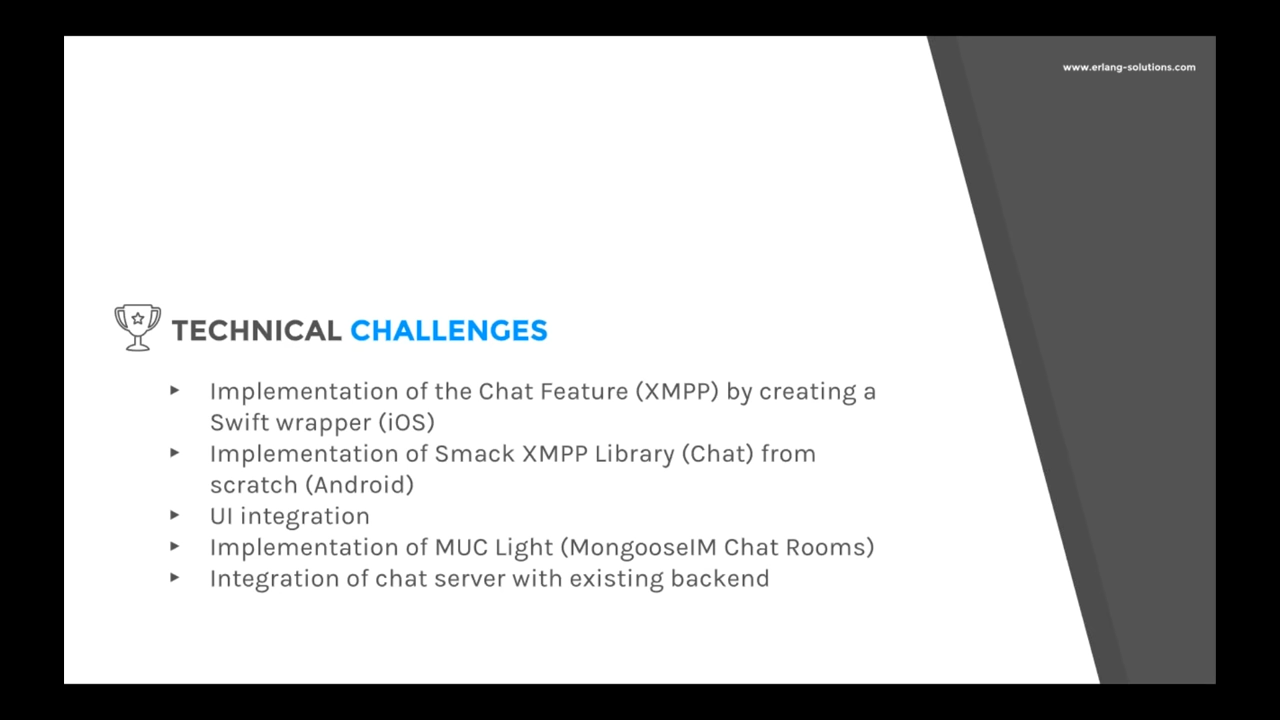 www.erlang-solutions.com
TECHNICAL CHALLENGES
‣ Implementation of the Chat Feature (XMPP) by creating a
Swift wrapper (iOS)
‣ Implementation of Smack XMPP Library (Chat) from
scratch (Android)
‣ UI integration
‣ Implementation of MUC Light (MongooseIM Chat Rooms)
‣ Integration of chat server with existing backend